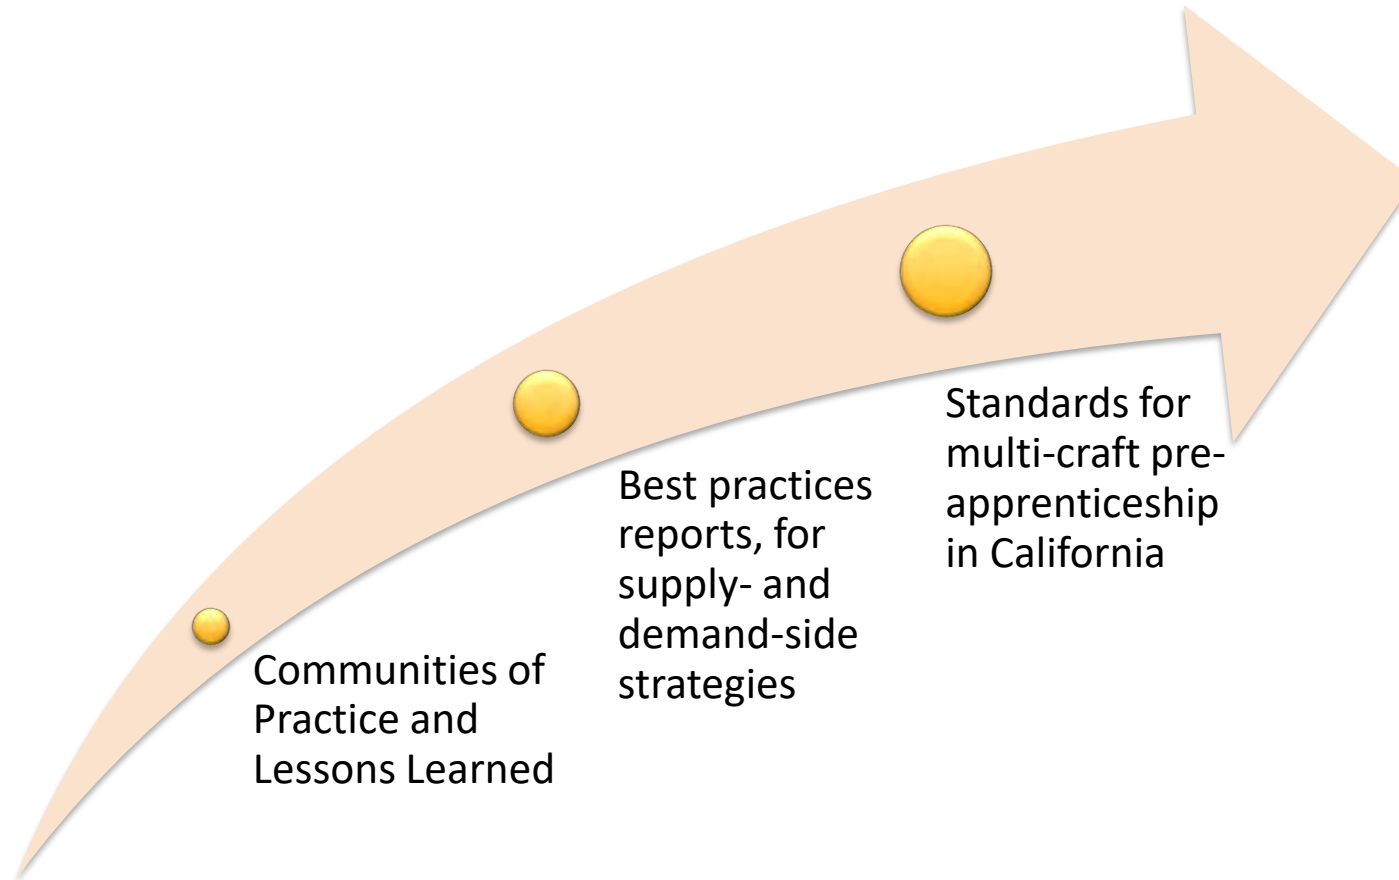 Communities of
Practice and
Lessons Learned
Best practices
reports, for
supply- and
demand-side
strategies
Standards for
multi-craft pre-
apprenticeship
in California